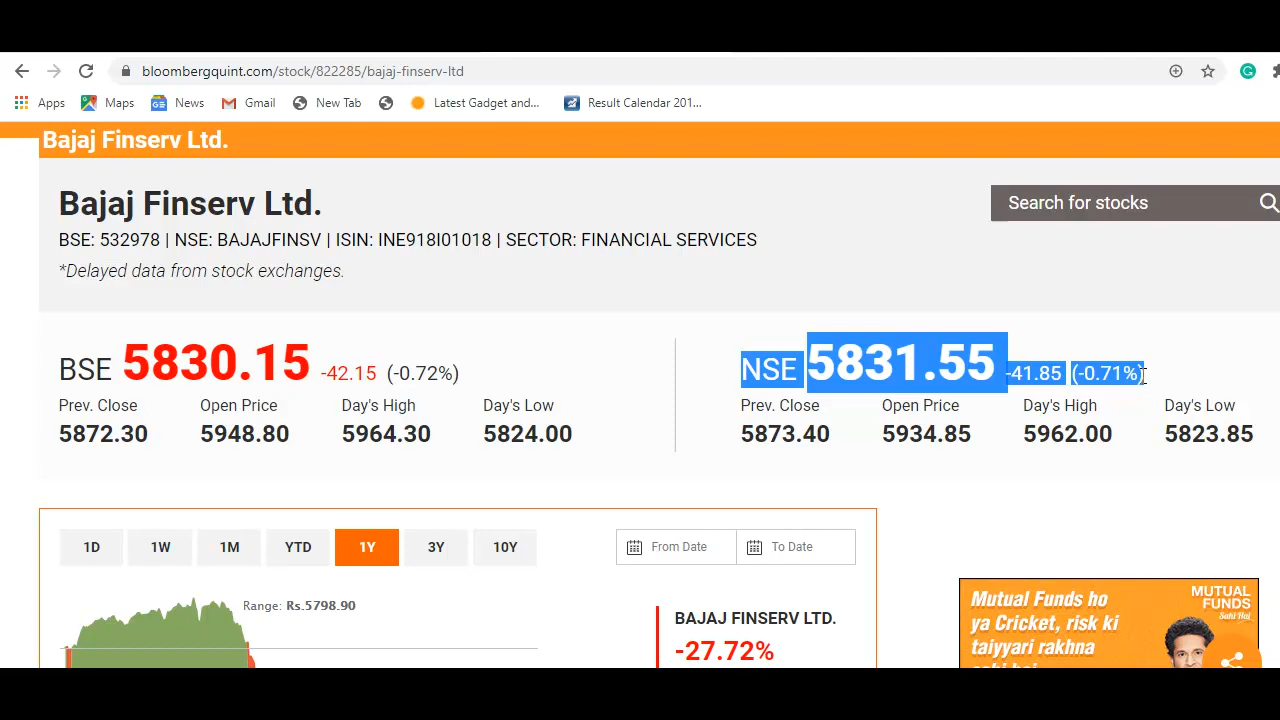 bloombergquint.com/stock/822285/bajaj-finserv-ltd
Apps Maps News Gmail New Tab Latest Gadget and... Result Calendar 201...
Bajaj Finserv Ltd.
Bajaj Finserv Ltd.
Search for stocks
BSE: 532978 | NSE: BAJAJFINSV | ISIN: INE918I01018 | SECTOR: FINANCIAL SERVICES
*Delayed data from stock exchanges.
BSE 5830.15 -42.15 (-0.72%)
Prev. Close Open Price Day's High Day's Low
5872.30 5948.80 5964.30 5824.00
NSE 5831.55 -41.85 (-0.71%)
Prev. Close Open Price Day's High Day's Low
5873.40 5934.85 5962.00 5823.85
1D 1W 1M YTD 1Y 3Y 10Y
From Date To Date
Range: Rs.5798.90
BAJAJ FINSERV LTD.
-27.72%
Mutual Funds ho
ya Cricket, risk ki
taiyyari rakhna
MUTUAL
FUNDS
Sahi Hai